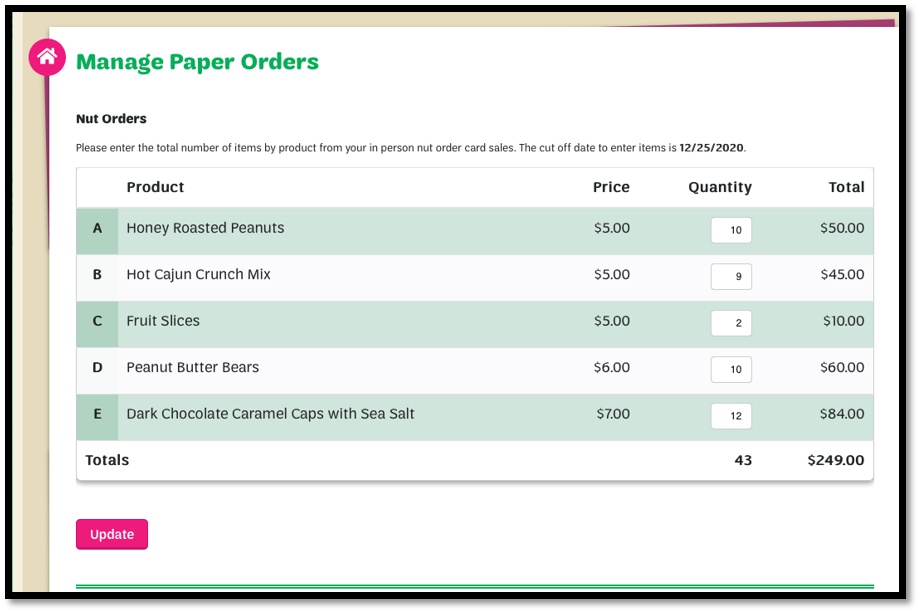 Manage Paper Orders
Nut Orders
Please enter the total number of items by product from your in person nut order card sales. The cut off date to enter items is 12/25/2020.
Product Price Quantity Total
A Honey Roasted Peanuts $5.00 10 $50.00
B Hot Cajun Crunch Mix $5.00 9 $45.00
C Fruit Slices $5.00 2 $10.00
D Peanut Butter Bears $6.00 10 $60.00
E Dark Chocolate Caramel Caps with Sea Salt $7.00 12 $84.00
Totals 43 $249.00
Update